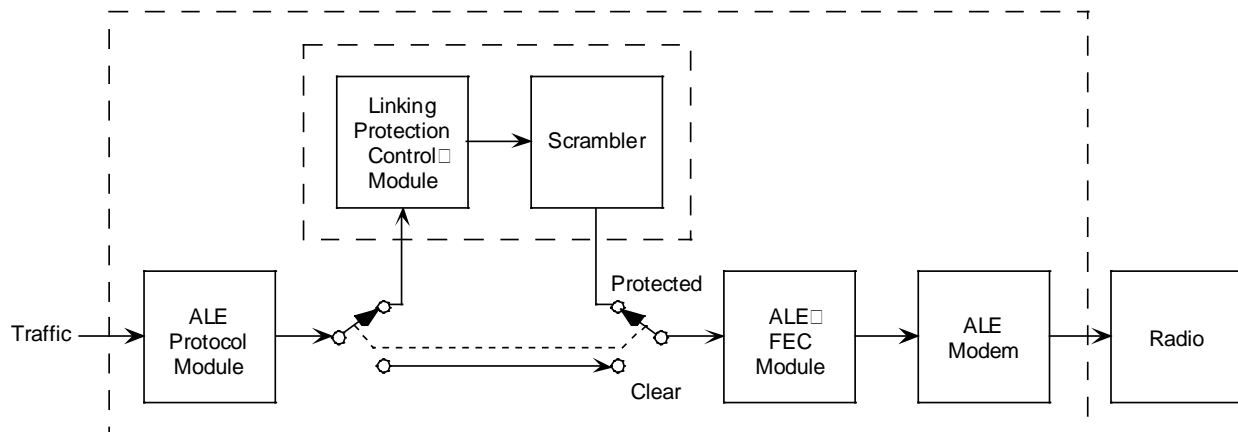 Linking
Protection
Control□
Module
Scrambler
Protected
Traffic
ALE
Protocol
Module
ALE□
FEC
Module
ALE
Modem
Radio
Clear